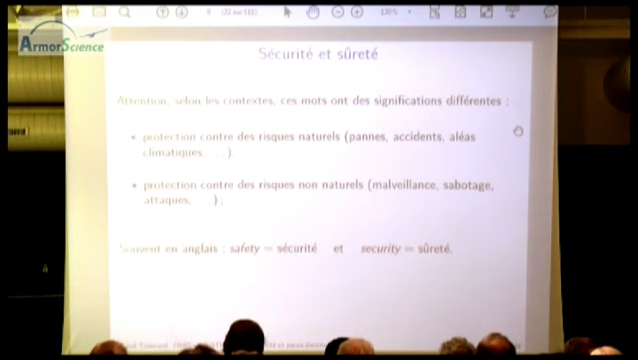 ArmorScience
130%
Sécurité et sûreté
Attention, selon les contextes, ces mots ont des significations différentes :
• protection contre des risques naturels (pannes, accidents, aléas
climatiques, ...).
• protection contre des risques non naturels (malveillance, sabotage,
attaques, ...) ;
Souvent en anglais : safety = sécurité et security = sûreté.